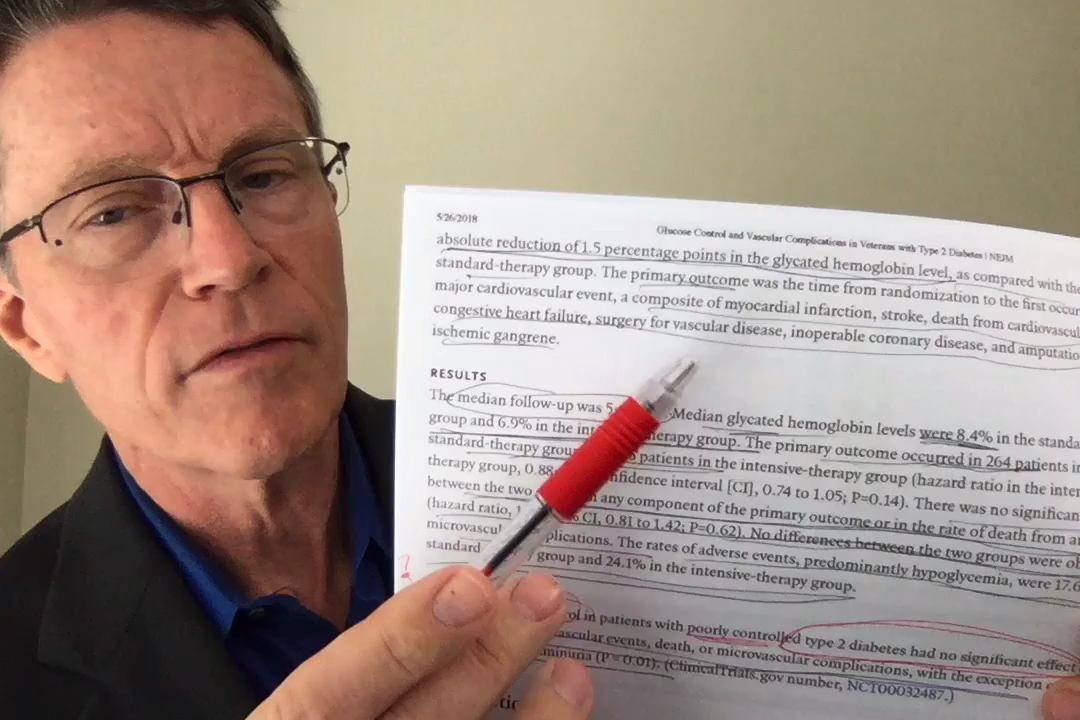 5/26/2018
Glucose Control and Vascular Complications in Veterans with Type 2 Diabetes | NEJM
absolute reduction of 1.5 percentage points in the glycated hemoglobin level, as compared with the
standard-therapy group. The primary outcome was the time from randomization to the first occur
major cardiovascular event, a composite of myocardial infarction, stroke, death from cardiovascul
congestive heart failure, surgery for vascular disease, inoperable coronary disease, and amputatio
ischemic gangrene.
RESULTS
The median follow-up was 5. Median glycated hemoglobin levels were 8.4% in the standa
group and 6.9% in the int herapy group. The primary outcome occurred in 264 patients in
standard-therapy group patients in the intensive-therapy group (hazard ratio in the inten
therapy group, 0.88 nfidence interval [CI], 0.74 to 1.05; P=0.14). There was no significan
between the two any component of the primary outcome or in the rate of death from an
(hazard ratio, CI, 0.81 to 1.42; P=0.62). No differences between the two groups were ob
microvascul plications. The rates of adverse events, predominantly hypoglycemia, were 17.6
standard group and 24.1% in the intensive-therapy group.
?
ol in patients with poorly controlled type 2 diabetes had no significant effect
ascular events, death, or microvascular complications, with the exception
minuria (P=0.01). (ClinicalTrials.gov number, NCT00032487.)